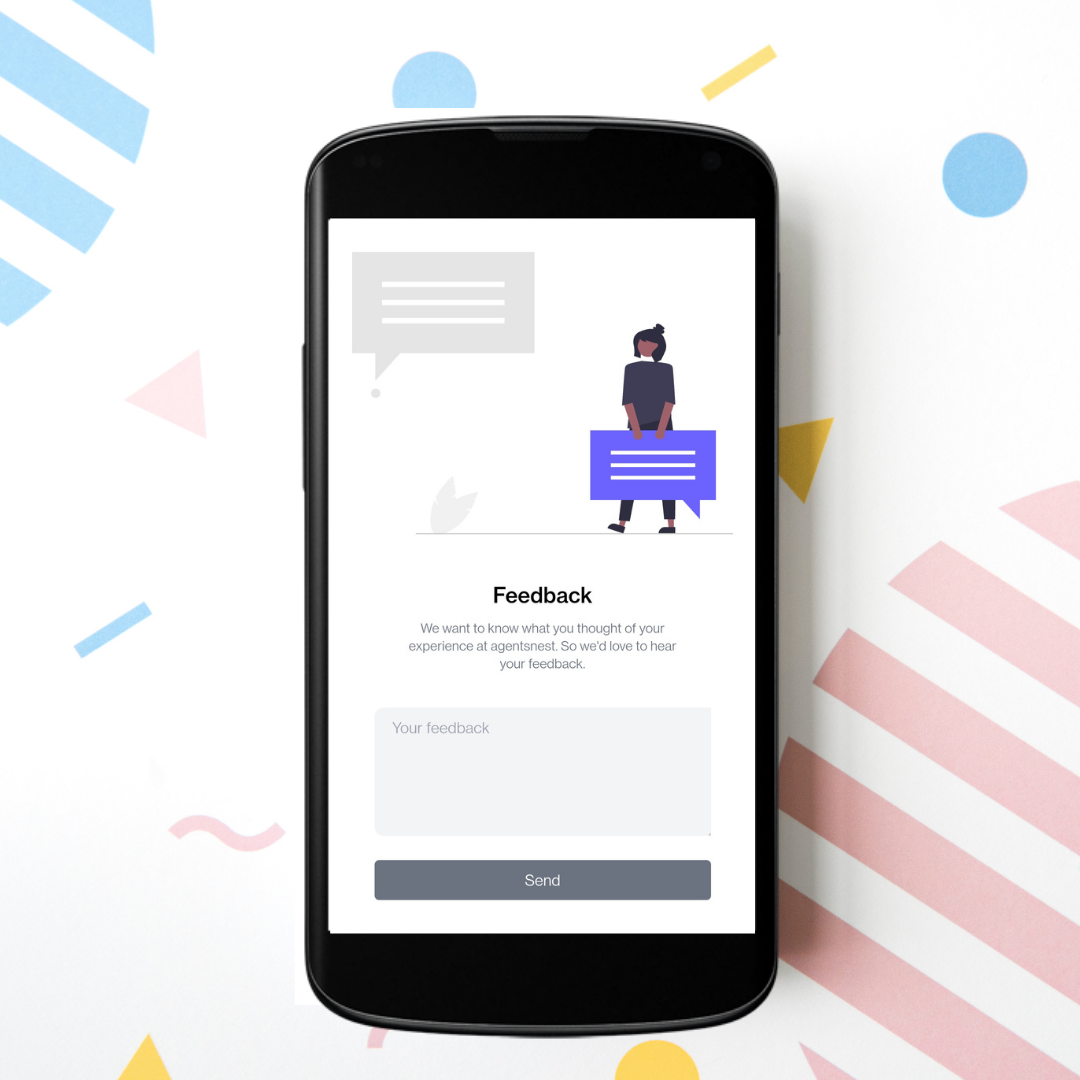 Feedback
We want to know what you thought of your
experience at agentsnest. So we'd love to hear
your feedback.
Your feedback
Send